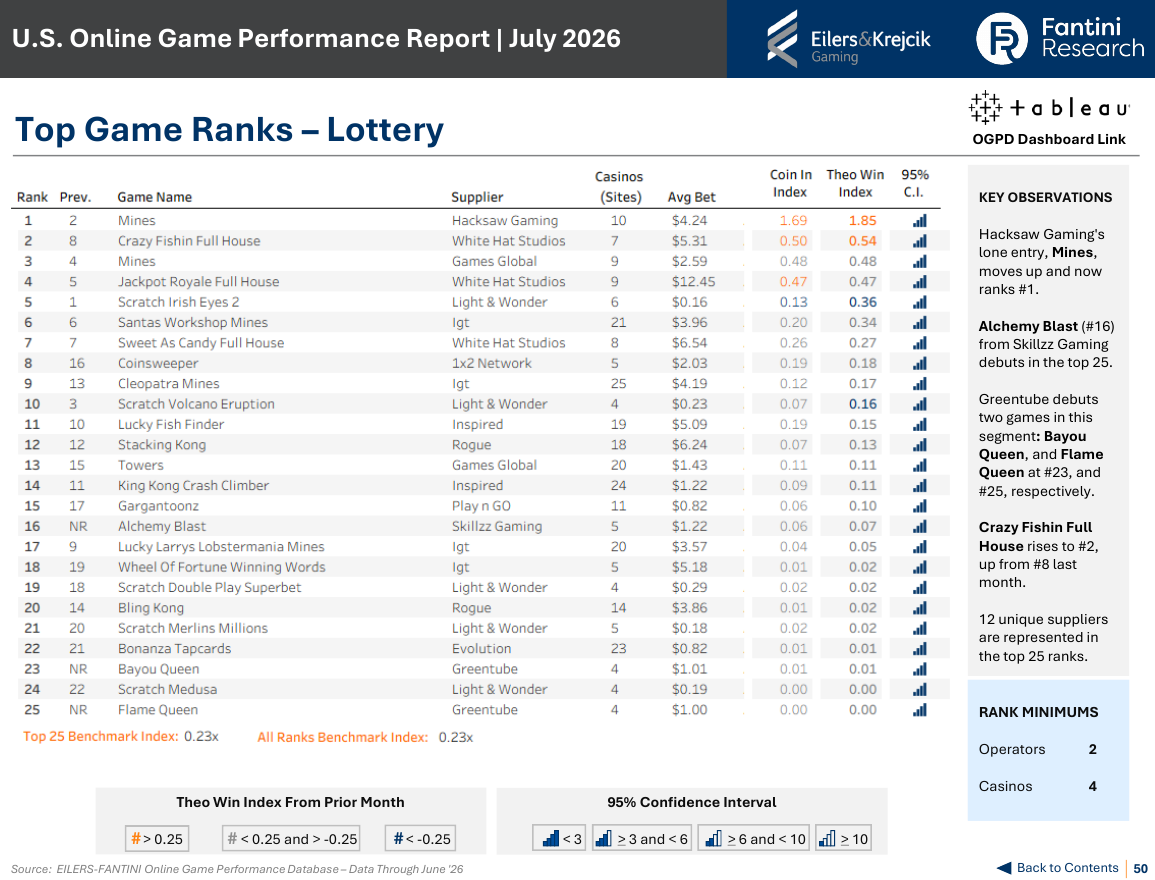 U.S. Online Game Performance Report | July 2026
Eilers&Krejcik
Gaming
Fantini
Research
Top Game Ranks – Lottery
+ a b l e a u
OGPD Dashboard Link
Rank Prev. Game Name Supplier Casinos (Sites) Avg Bet Coin In Index Theo Win Index 95% C.I.
1 2 Mines Hacksaw Gaming 10 $4.24 1.69 1.85
2 8 Crazy Fishin Full House White Hat Studios 7 $5.31 0.50 0.54
3 4 Mines Games Global 9 $2.59 0.48 0.48
4 5 Jackpot Royale Full House White Hat Studios 9 $12.45 0.47 0.47
5 1 Scratch Irish Eyes 2 Light & Wonder 6 $0.16 0.13 0.36
6 6 Santas Workshop Mines Igt 21 $3.96 0.20 0.34
7 7 Sweet As Candy Full House White Hat Studios 8 $6.54 0.26 0.27
8 16 Coinsweeper 1x2 Network 5 $2.03 0.19 0.18
9 13 Cleopatra Mines Igt 25 $4.19 0.12 0.17
10 3 Scratch Volcano Eruption Light & Wonder 4 $0.23 0.07 0.16
11 10 Lucky Fish Finder Inspired 19 $5.09 0.19 0.15
12 12 Stacking Kong Rogue 18 $6.24 0.07 0.13
13 15 Towers Games Global 20 $1.43 0.11 0.11
14 11 King Kong Crash Climber Inspired 24 $1.22 0.09 0.11
15 17 Gargantoonz Play n GO 11 $0.82 0.06 0.10
16 NR Alchemy Blast Skillzz Gaming 5 $1.22 0.06 0.07
17 9 Lucky Larrys Lobstermania Mines Igt 20 $3.57 0.04 0.05
18 19 Wheel Of Fortune Winning Words Igt 5 $5.18 0.01 0.02
19 18 Scratch Double Play Superbet Light & Wonder 4 $0.29 0.02 0.02
20 14 Bling Kong Rogue 14 $3.86 0.01 0.02
21 20 Scratch Merlins Millions Light & Wonder 5 $0.18 0.02 0.02
22 21 Bonanza Tapcards Evolution 23 $0.82 0.01 0.01
23 NR Bayou Queen Greentube 4 $1.01 0.01 0.01
24 22 Scratch Medusa Light & Wonder 4 $0.19 0.00 0.00
25 NR Flame Queen Greentube 4 $1.00 0.00 0.00
Top 25 Benchmark Index: 0.23x All Ranks Benchmark Index: 0.23x
KEY OBSERVATIONS
Hacksaw Gaming's
lone entry, Mines,
moves up and now
ranks #1.
Alchemy Blast (#16)
from Skillzz Gaming
debuts in the top 25.
Greentube debuts
two games in this
segment: Bayou
Queen, and Flame
Queen at #23, and
#25, respectively.
Crazy Fishin Full
House rises to #2,
up from #8 last
month.
12 unique suppliers
are represented in
the top 25 ranks.
RANK MINIMUMS
Operators 2
Casinos 4
Theo Win Index From Prior Month
# > 0.25 # < 0.25 and > -0.25 # < -0.25
95% Confidence Interval
< 3 ≥ 3 and < 6 ≥ 6 and < 10 ≥ 10
Source: EILERS-FANTINI Online Game Performance Database – Data Through June '26
Back to Contents 50